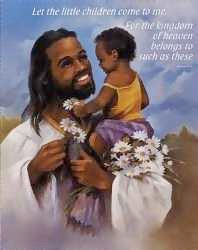 Let the little children come to me,
For the kingdom
of heaven
belongs to
such as these